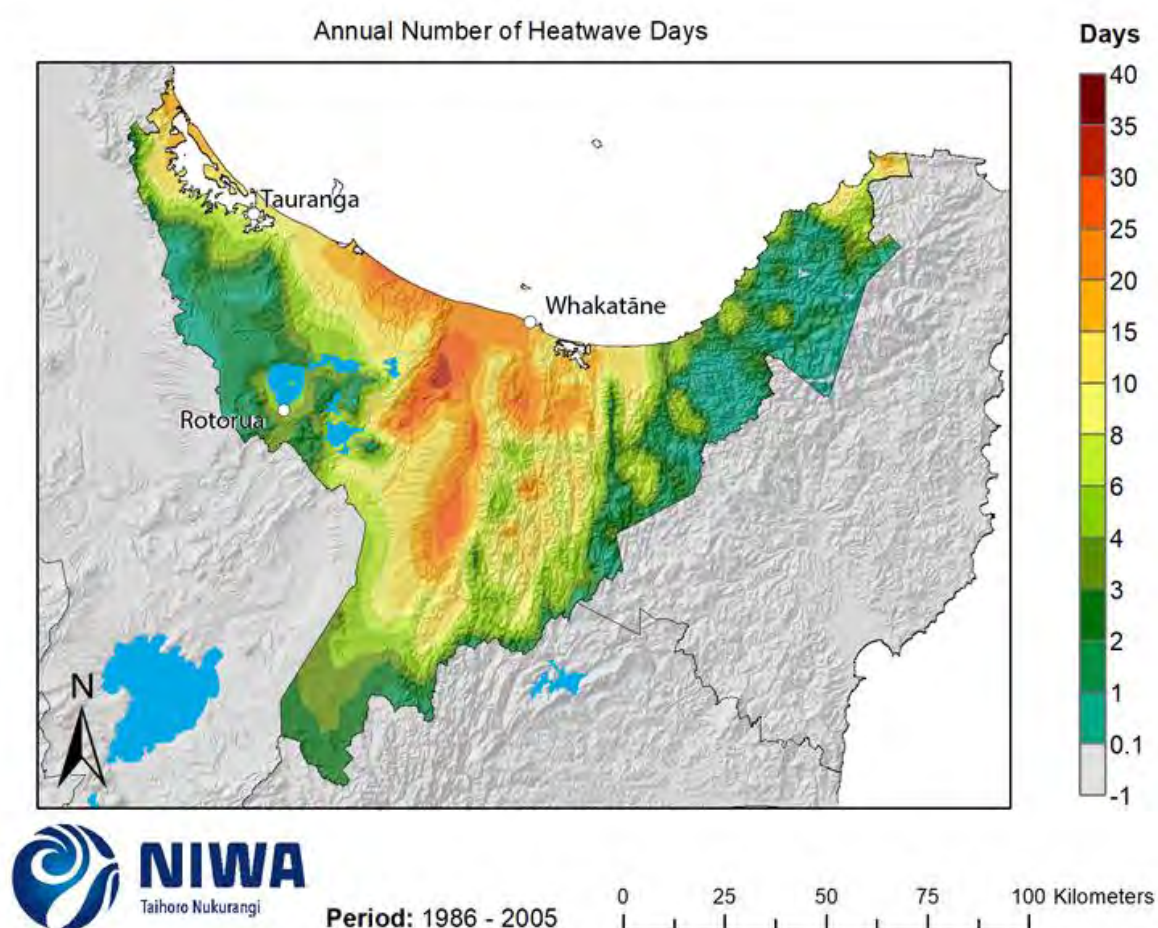 Annual Number of Heatwave Days
Days
40
35
30
25
20
15
10
8
6
4
3
2
1
0.1
-1
Tauranga
Whakatāne
Rotorua
N
NIWA
Taihoro Nukurangi
Period: 1986 - 2005
0 25 50 75 100 Kilometers